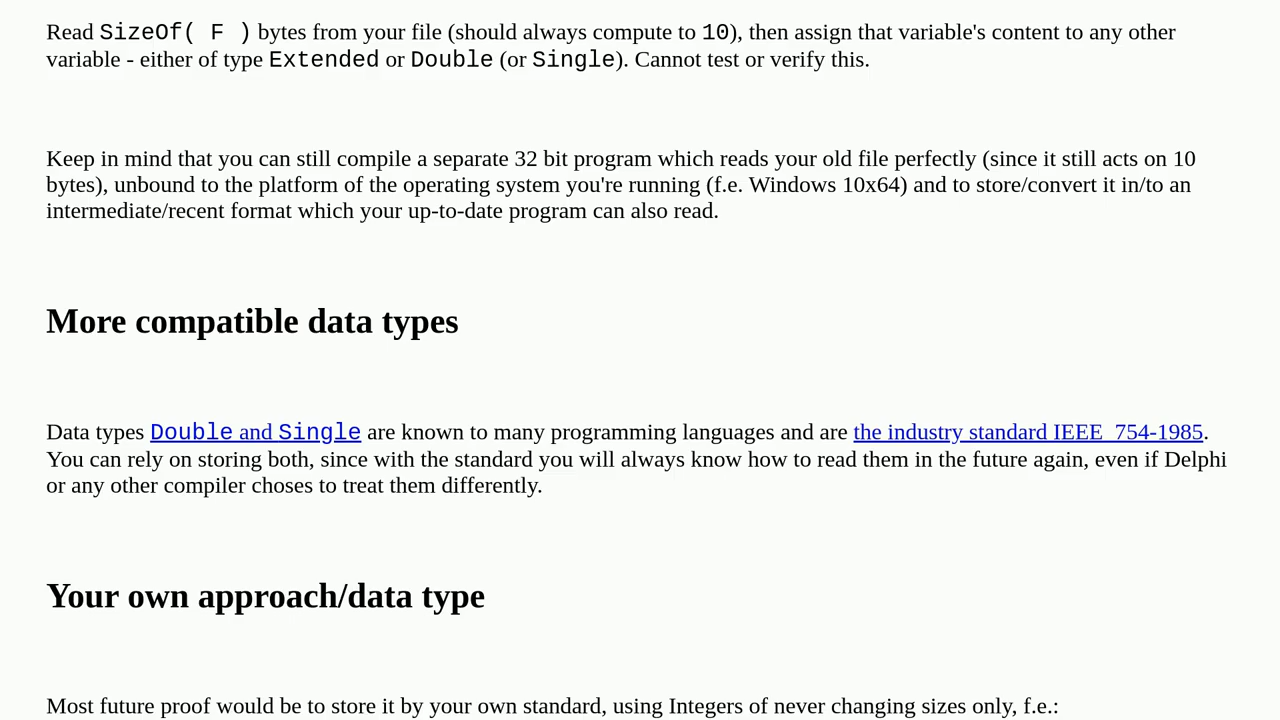 Read SizeOf( F ) bytes from your file (should always compute to 10), then assign that variable's content to any other
variable - either of type Extended or Double (or Single). Cannot test or verify this.
Keep in mind that you can still compile a separate 32 bit program which reads your old file perfectly (since it still acts on 10
bytes), unbound to the platform of the operating system you're running (f.e. Windows 10x64) and to store/convert it in/to an
intermediate/recent format which your up-to-date program can also read.
More compatible data types
Data types Double and Single are known to many programming languages and are the industry standard IEEE 754-1985.
You can rely on storing both, since with the standard you will always know how to read them in the future again, even if Delphi
or any other compiler choses to treat them differently.
Your own approach/data type
Most future proof would be to store it by your own standard, using Integers of never changing sizes only, f.e.: